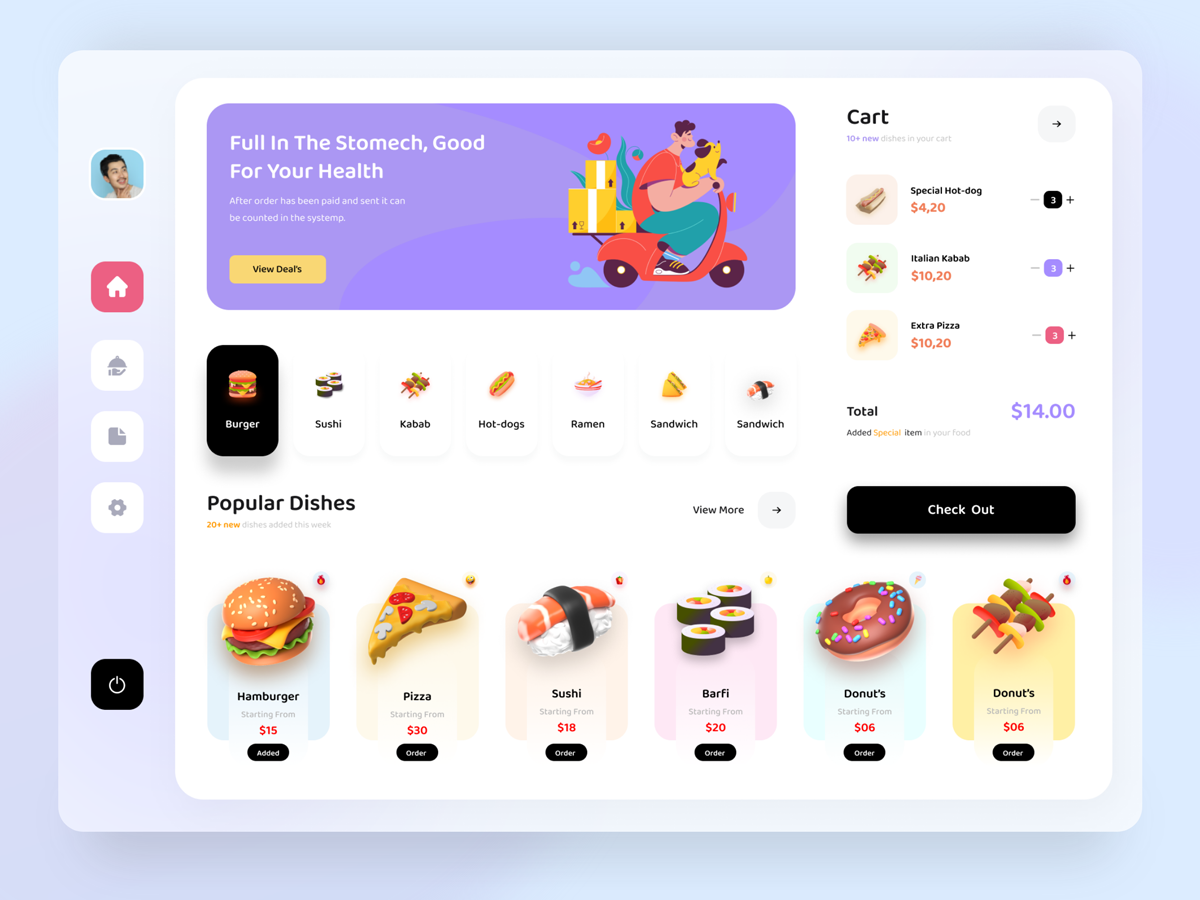 Full In The Stomech, Good
For Your Health
After order has been paid and sent it can
be counted in the systemp.
View Deal's
Burger
Sushi
Kabab
Hot-dogs
Ramen
Sandwich
Sandwich
Popular Dishes
20+ new dishes added this week
View More
Cart
10+ new dishes in your cart
Special Hot-dog
$4,20
3
Italian Kabab
$10,20
3
Extra Pizza
$10,20
3
Total
$14.00
Added Special item in your food
Check Out
Hamburger
Starting From
$15
Added
Pizza
Starting From
$30
Order
Sushi
Starting From
$18
Order
Barfi
Starting From
$20
Order
Donut's
Starting From
$06
Order
Donut's
Starting From
$06
Order